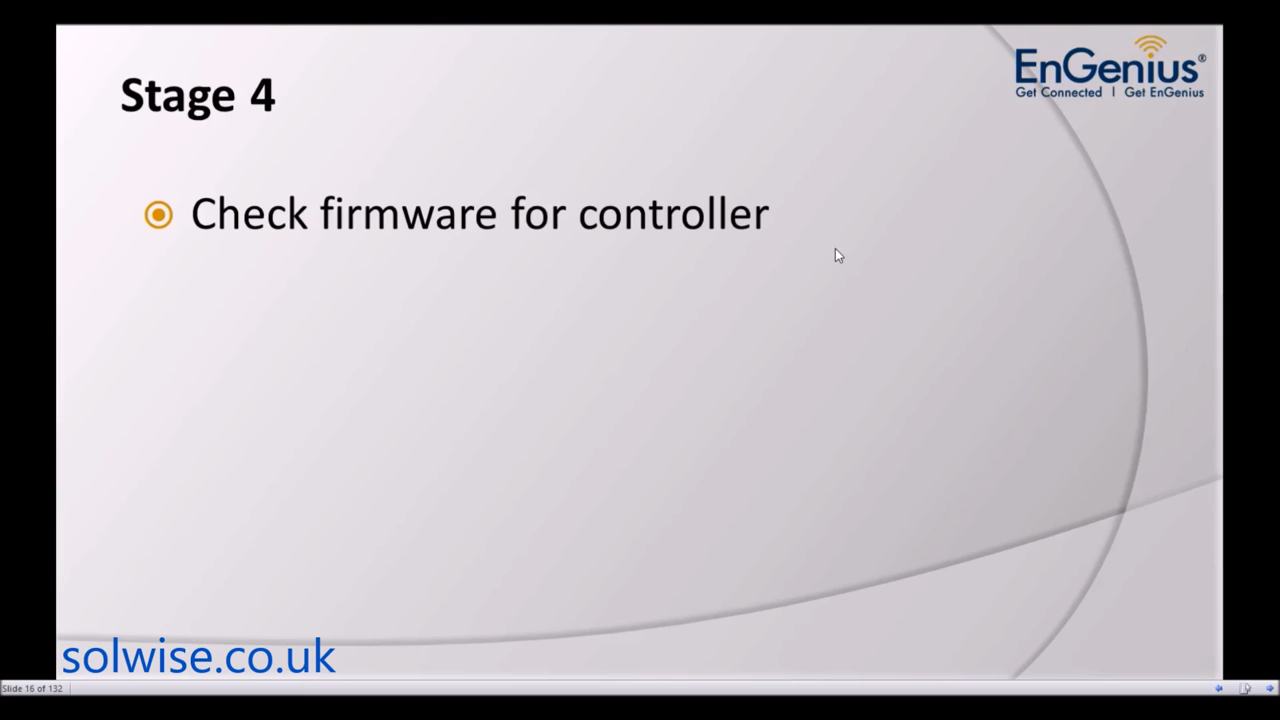 EnGenius®
Get Connected | Get EnGenius
Stage 4
Check firmware for controller
solwise.co.uk
Slide 16 of 132